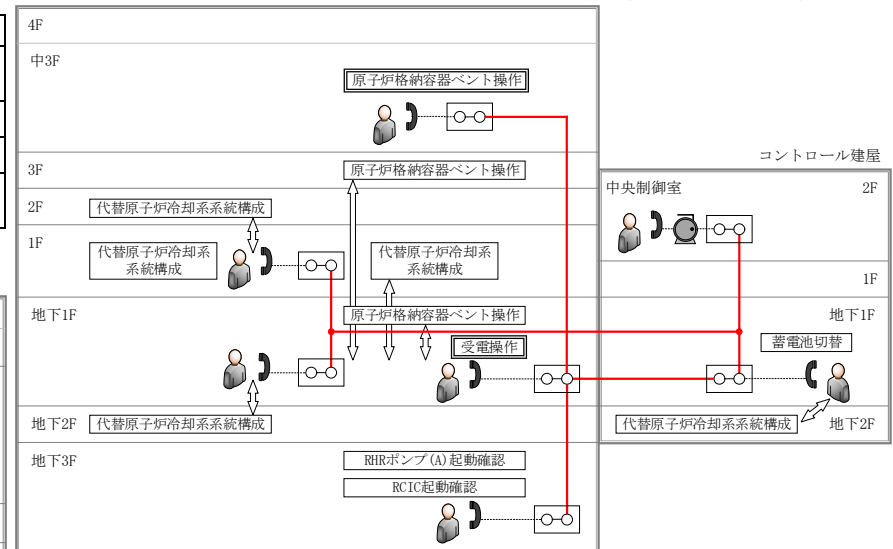 4F
中3F
原子炉格納容器ベント操作
コントロール建屋
3F
原子炉格納容器ベント操作
中央制御室
2F
2F
代替原子炉冷却系系統構成
1F
代替原子炉冷却系
系統構成
代替原子炉冷却系
系統構成
1F
地下1F
原子炉格納容器ベント操作
地下1F
受電操作
蓄電池切替
地下2F
代替原子炉冷却系系統構成
代替原子炉冷却系系統構成
地下2F
地下3F
RHRポンプ(A)起動確認
RCIC起動確認